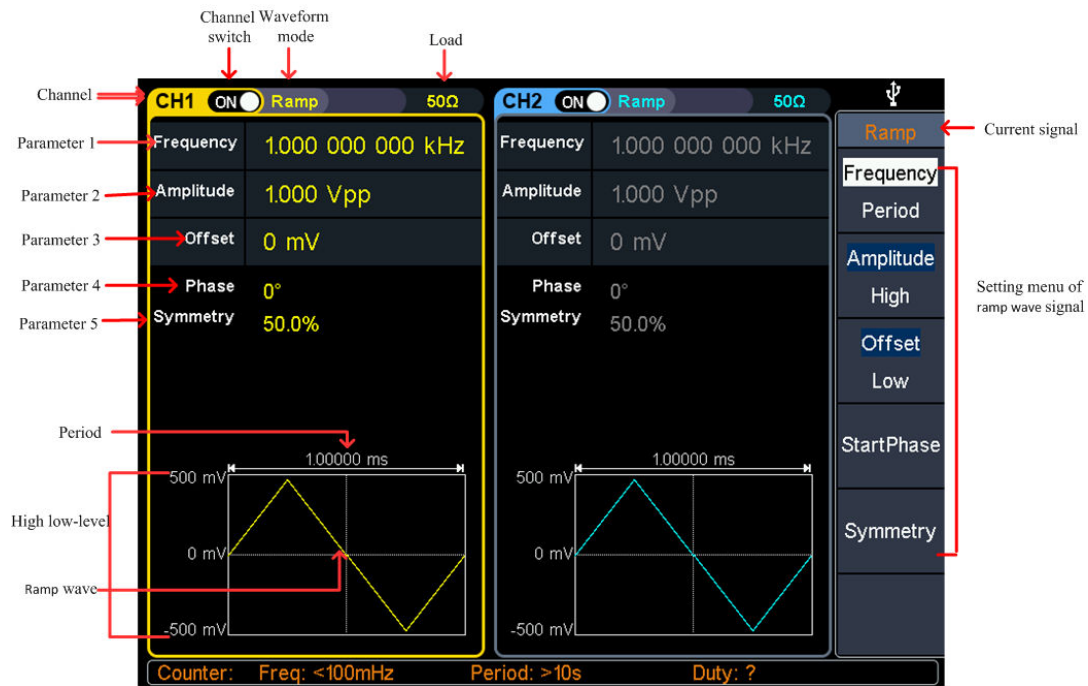 Channel switch
Waveform mode
Load
Channel
CH1 ON Ramp 50Ω
CH2 ON Ramp 50Ω
Parameter 1
Frequency 1.000 000 000 kHz
Frequency 1.000 000 000 kHz
Parameter 2
Amplitude 1.000 Vpp
Amplitude 1.000 Vpp
Parameter 3
Offset 0 mV
Offset 0 mV
Parameter 4
Phase 0°
Phase 0°
Parameter 5
Symmetry 50.0%
Symmetry 50.0%
Ramp
Current signal
Frequency
Period
Amplitude
High
Offset
Low
StartPhase
Symmetry
Setting menu of
ramp wave signal
Period
1.00000 ms
500 mV
0 mV
-500 mV
High low-level
Ramp wave
1.00000 ms
500 mV
0 mV
-500 mV
Counter: Freq: <100mHz Period: >10s Duty: ?